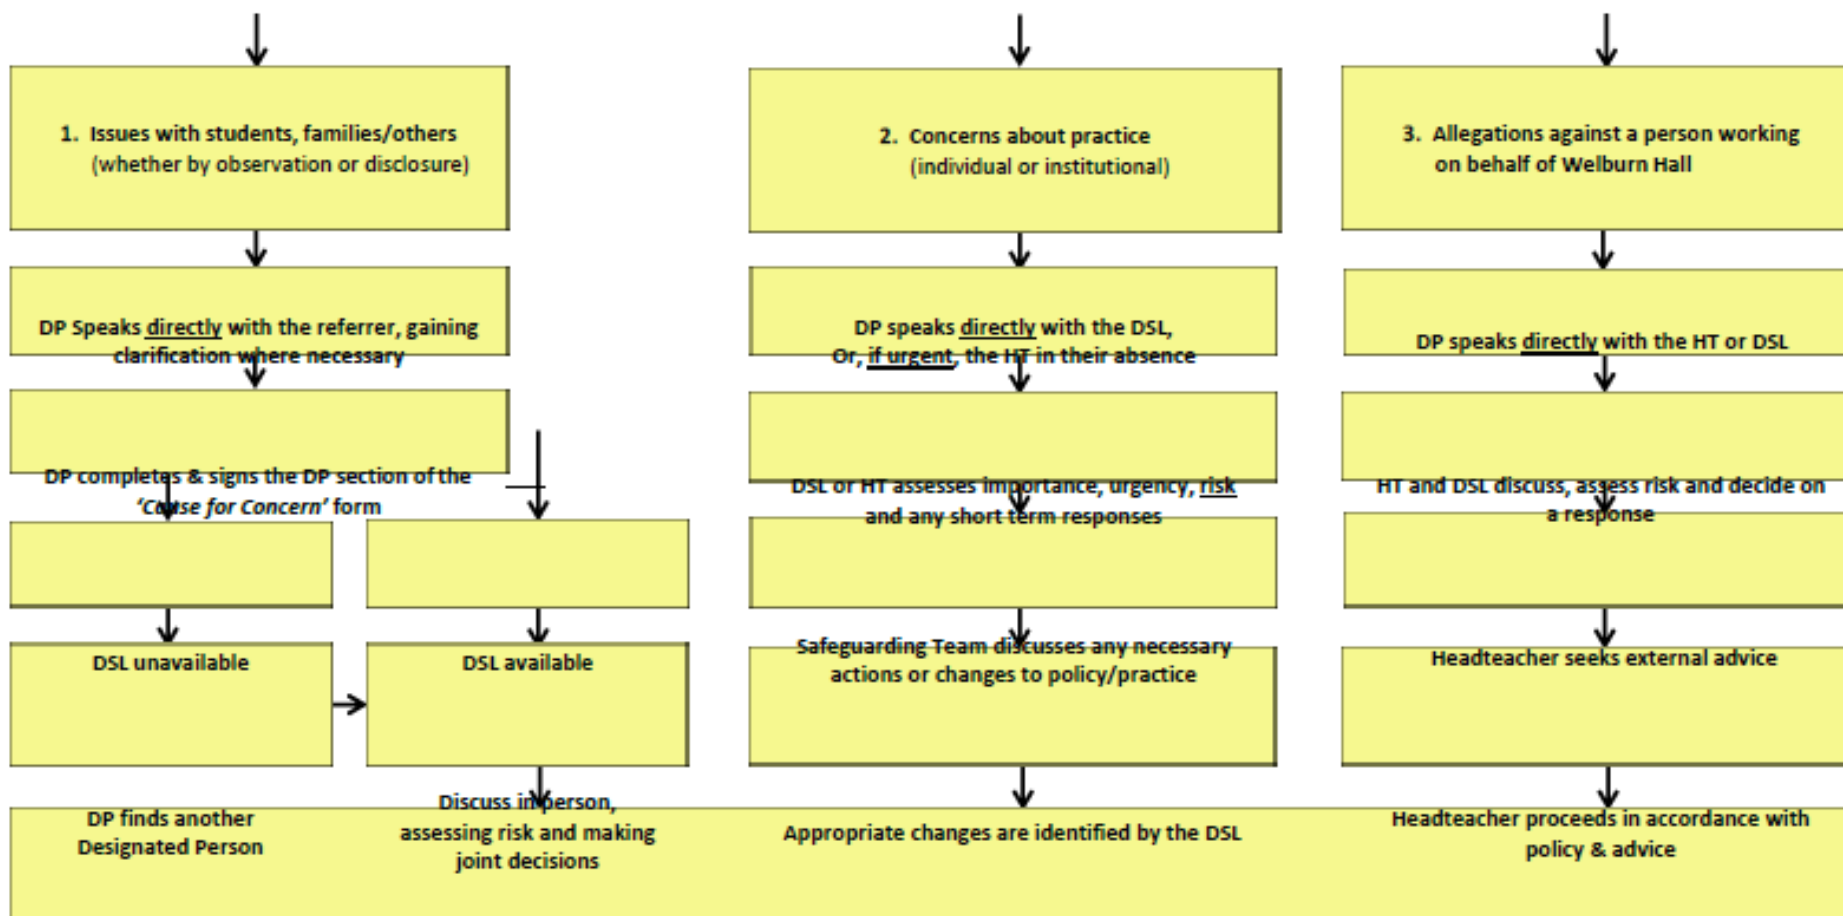 1. Issues with students, families/others
(whether by observation or disclosure)
DP Speaks directly with the referrer, gaining
clarification where necessary
DP completes & signs the DP section of the
‘Cause for Concern’ form
DSL unavailable
DSL available
DP finds another
Designated Person
Discuss in person,
assessing risk and making
joint decisions
2. Concerns about practice
(individual or institutional)
DP speaks directly with the DSL,
Or, if urgent, the HT in their absence
DSL or HT assesses importance, urgency, risk
and any short term responses
Safeguarding Team discusses any necessary
actions or changes to policy/practice
Appropriate changes are identified by the DSL
3. Allegations against a person working
on behalf of Welburn Hall
DP speaks directly with the HT or DSL
HT and DSL discuss, assess risk and decide on
a response
Headteacher seeks external advice
Headteacher proceeds in accordance with
policy & advice